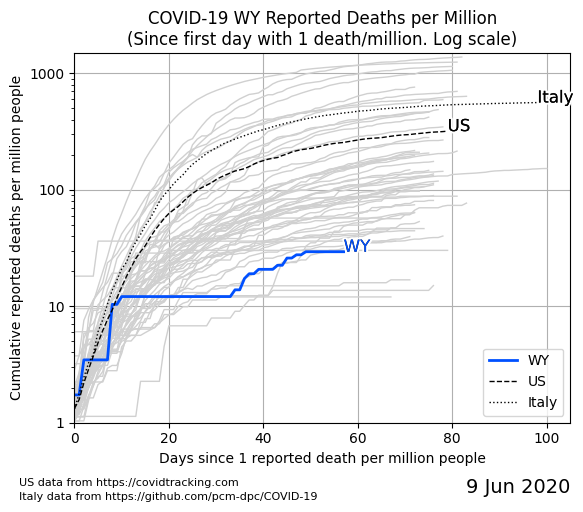 COVID-19 WY Reported Deaths per Million
(Since first day with 1 death/million. Log scale)
Cumulative reported deaths per million people
1000
100
10
1
Italy
US
WY
WY
US
Italy
0 20 40 60 80 100
Days since 1 reported death per million people
US data from https://covidtracking.com
Italy data from https://github.com/pcm-dpc/COVID-19
9 Jun 2020